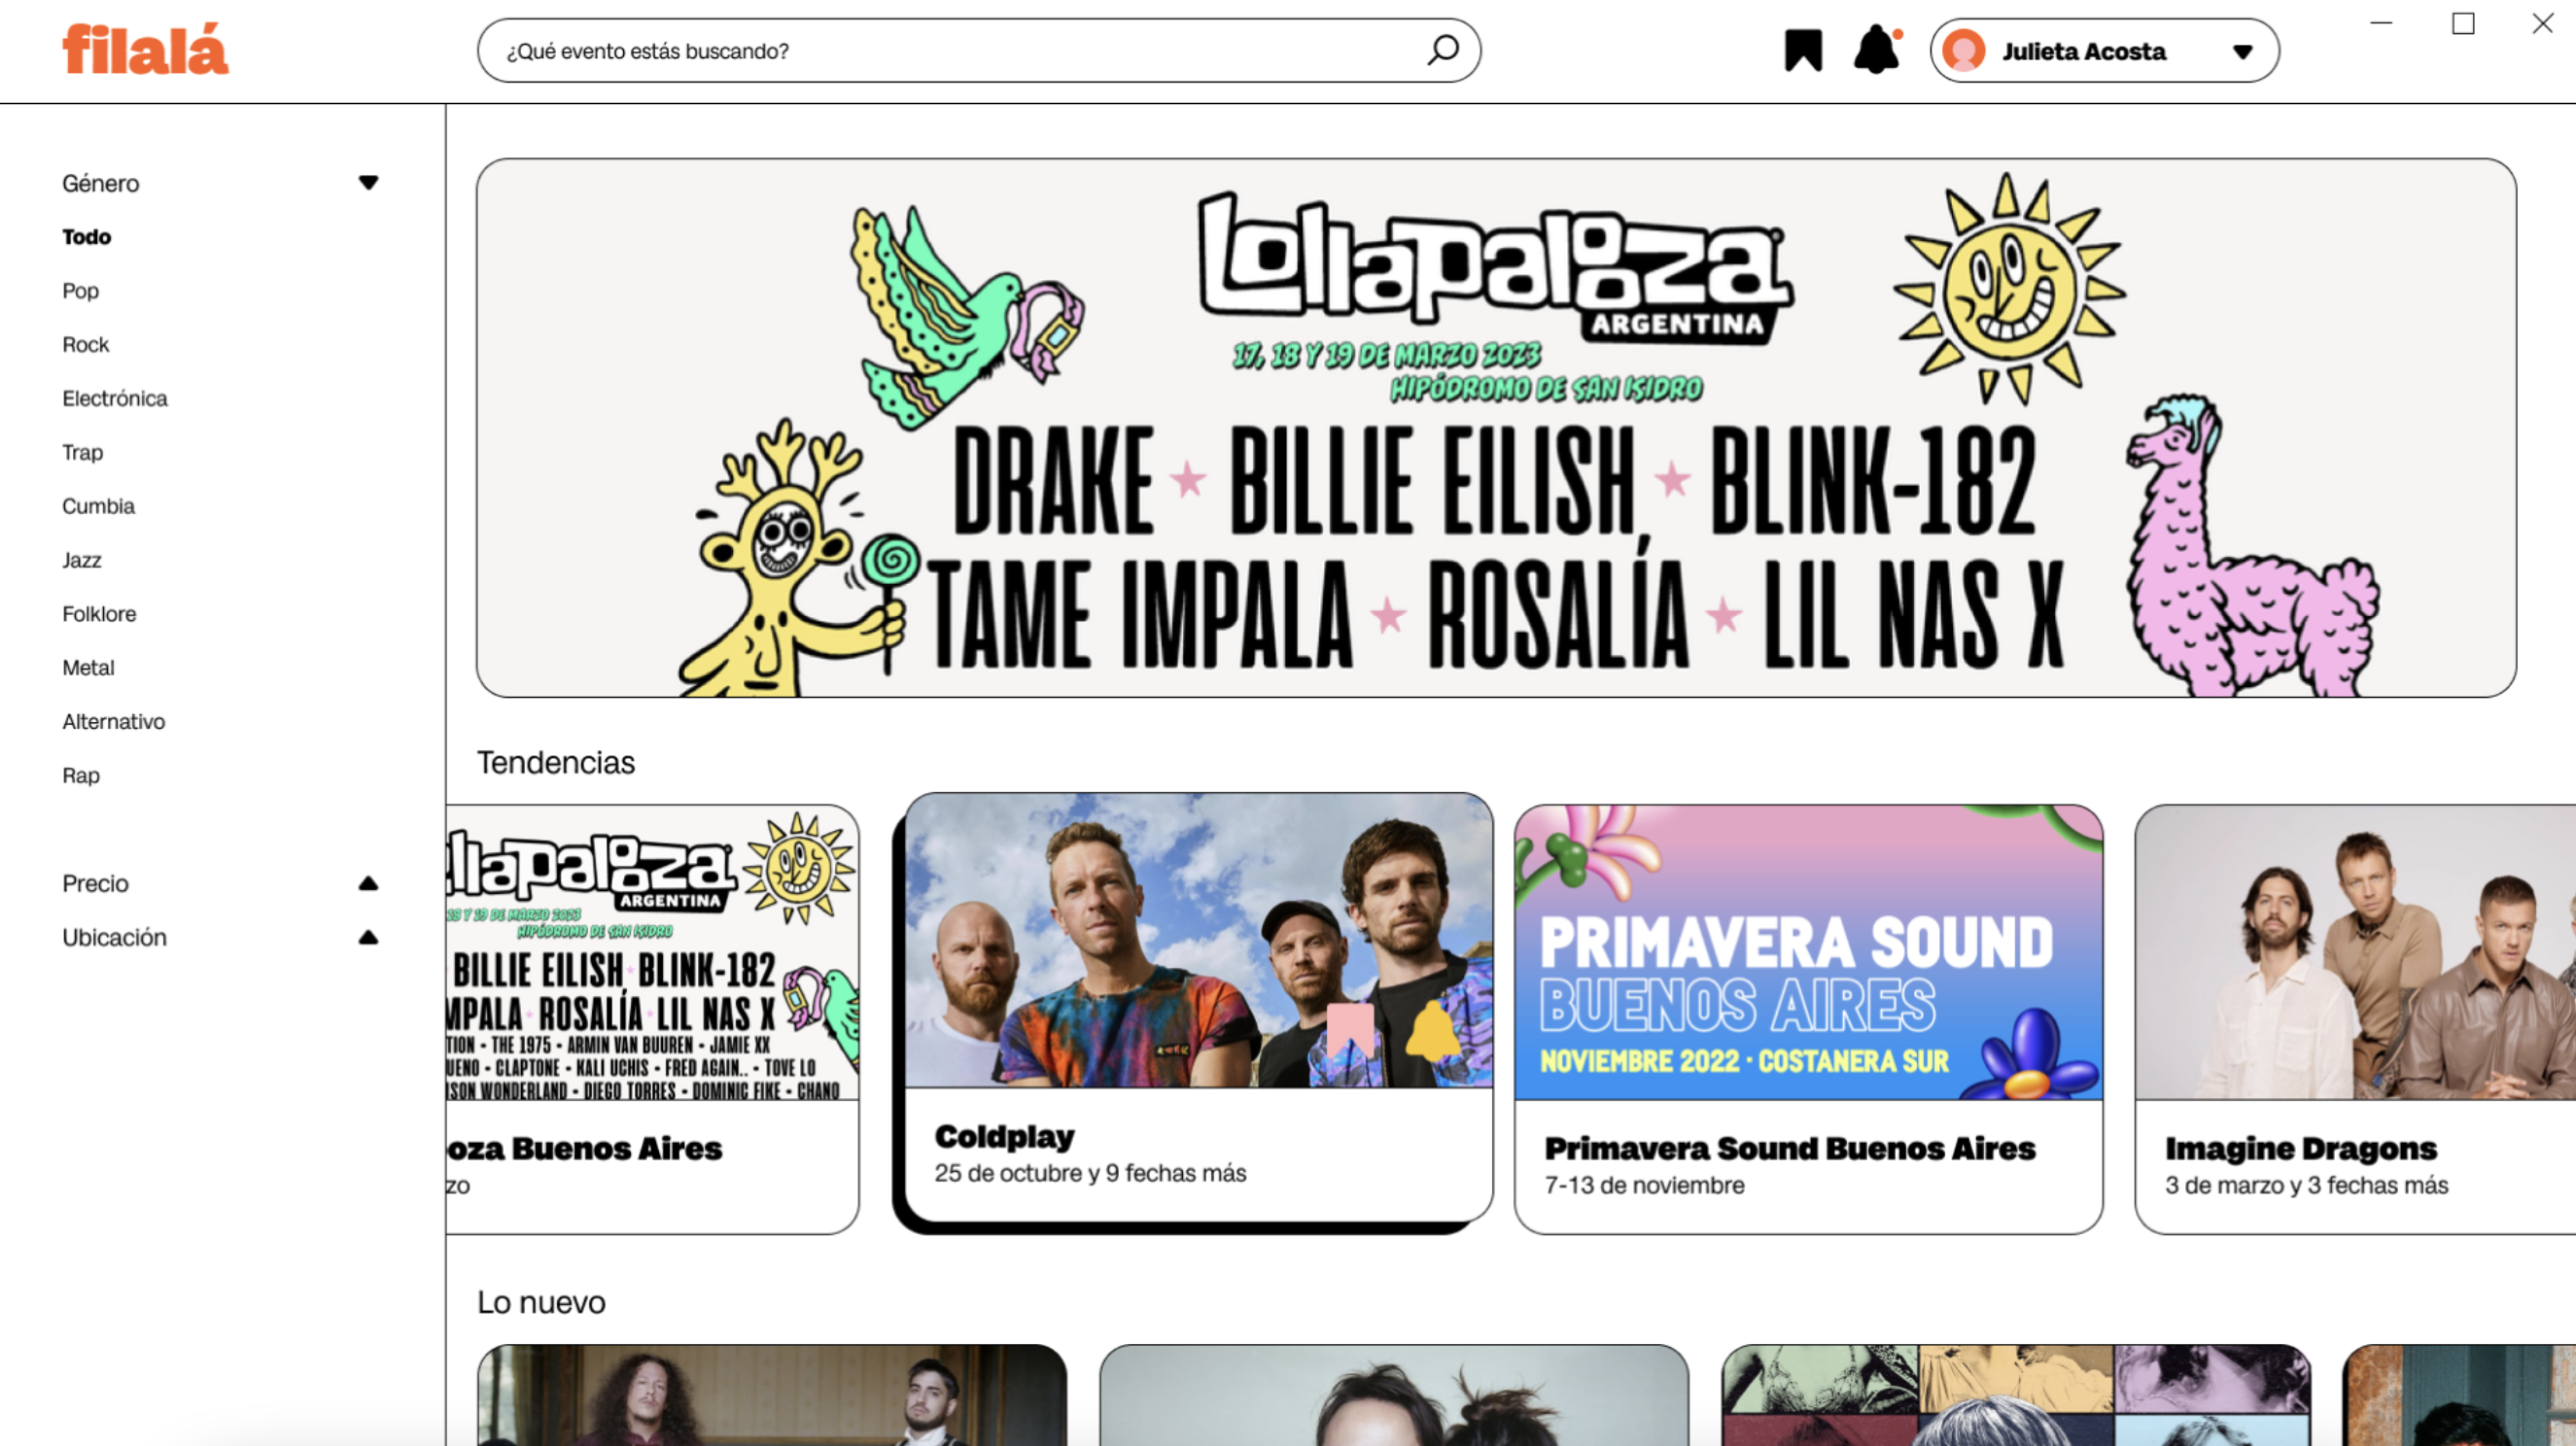 filalá
¿Qué evento estás buscando?
Julieta Acosta
Género
Todo
Pop
Rock
Electrónica
Trap
Cumbia
Jazz
Folklore
Metal
Alternativo
Rap
Precio
Ubicación
Lollapalooza
ARGENTINA
17, 18 Y 19 DE MARZO 2023
HIPÓDROMO DE SAN ISIDRO
DRAKE ★ BILLIE EILISH ★ BLINK-182
TAME IMPALA ★ ROSALÍA ★ LIL NAS X
Tendencias
llapalooza
ARGENTINA
18 Y 19 DE MARZO 2023
HIPÓDROMO DE SAN ISIDRO
BILLIE EILISH ★ BLINK-182
MPALA ★ ROSALÍA ★ LIL NAS X
TION • THE 1975 • ARMIN VAN BUUREN • JAMIE XX
UENO • CLAPTONE • KALI UCHIS • FRED AGAIN.. • TOVE LO
ISON WONDERLAND • DIEGO TORRES • DOMINIC FIKE • CHANO
oza Buenos Aires
zo
Coldplay
25 de octubre y 9 fechas más
PRIMAVERA SOUND
BUENOS AIRES
NOVIEMBRE 2022 · COSTANERA SUR
Primavera Sound Buenos Aires
7-13 de noviembre
Imagine Dragons
3 de marzo y 3 fechas más
Lo nuevo